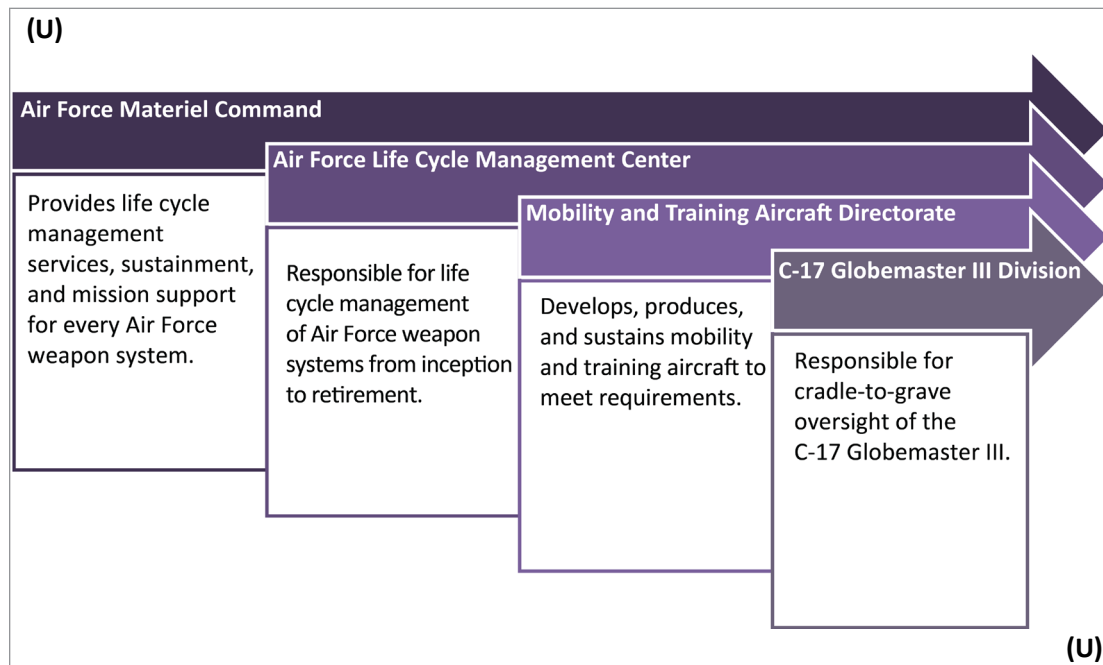 (U)
Air Force Materiel Command
Provides life cycle
management
services, sustainment,
and mission support
for every Air Force
weapon system.
Air Force Life Cycle Management Center
Responsible for life
cycle management
of Air Force weapon
systems from inception
to retirement.
Mobility and Training Aircraft Directorate
Develops, produces,
and sustains mobility
and training aircraft to
meet requirements.
C-17 Globemaster III Division
Responsible for
cradle-to-grave
oversight of the
C-17 Globemaster III.
(U)